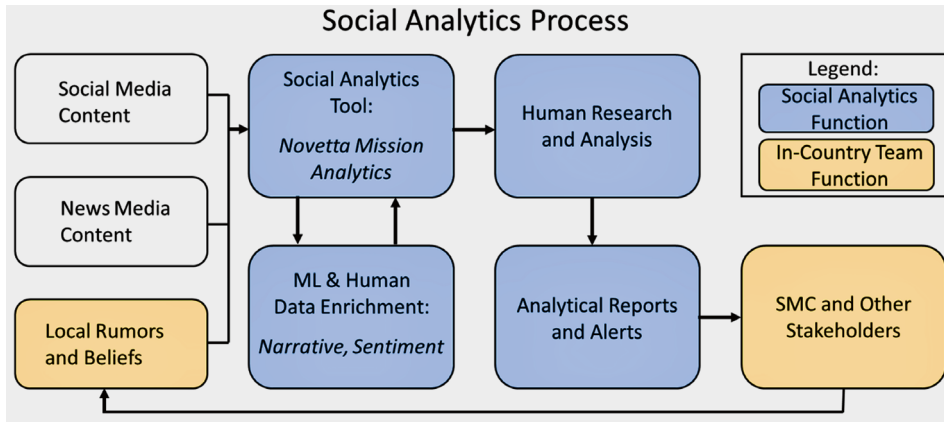 Social Analytics Process
Social Media
Content
News Media
Content
Local Rumors
and Beliefs
Social Analytics
Tool:
Novetta Mission
Analytics
ML & Human
Data Enrichment:
Narrative, Sentiment
Human Research
and Analysis
Analytical Reports
and Alerts
Legend:
Social Analytics
Function
In-Country Team
Function
SMC and Other
Stakeholders